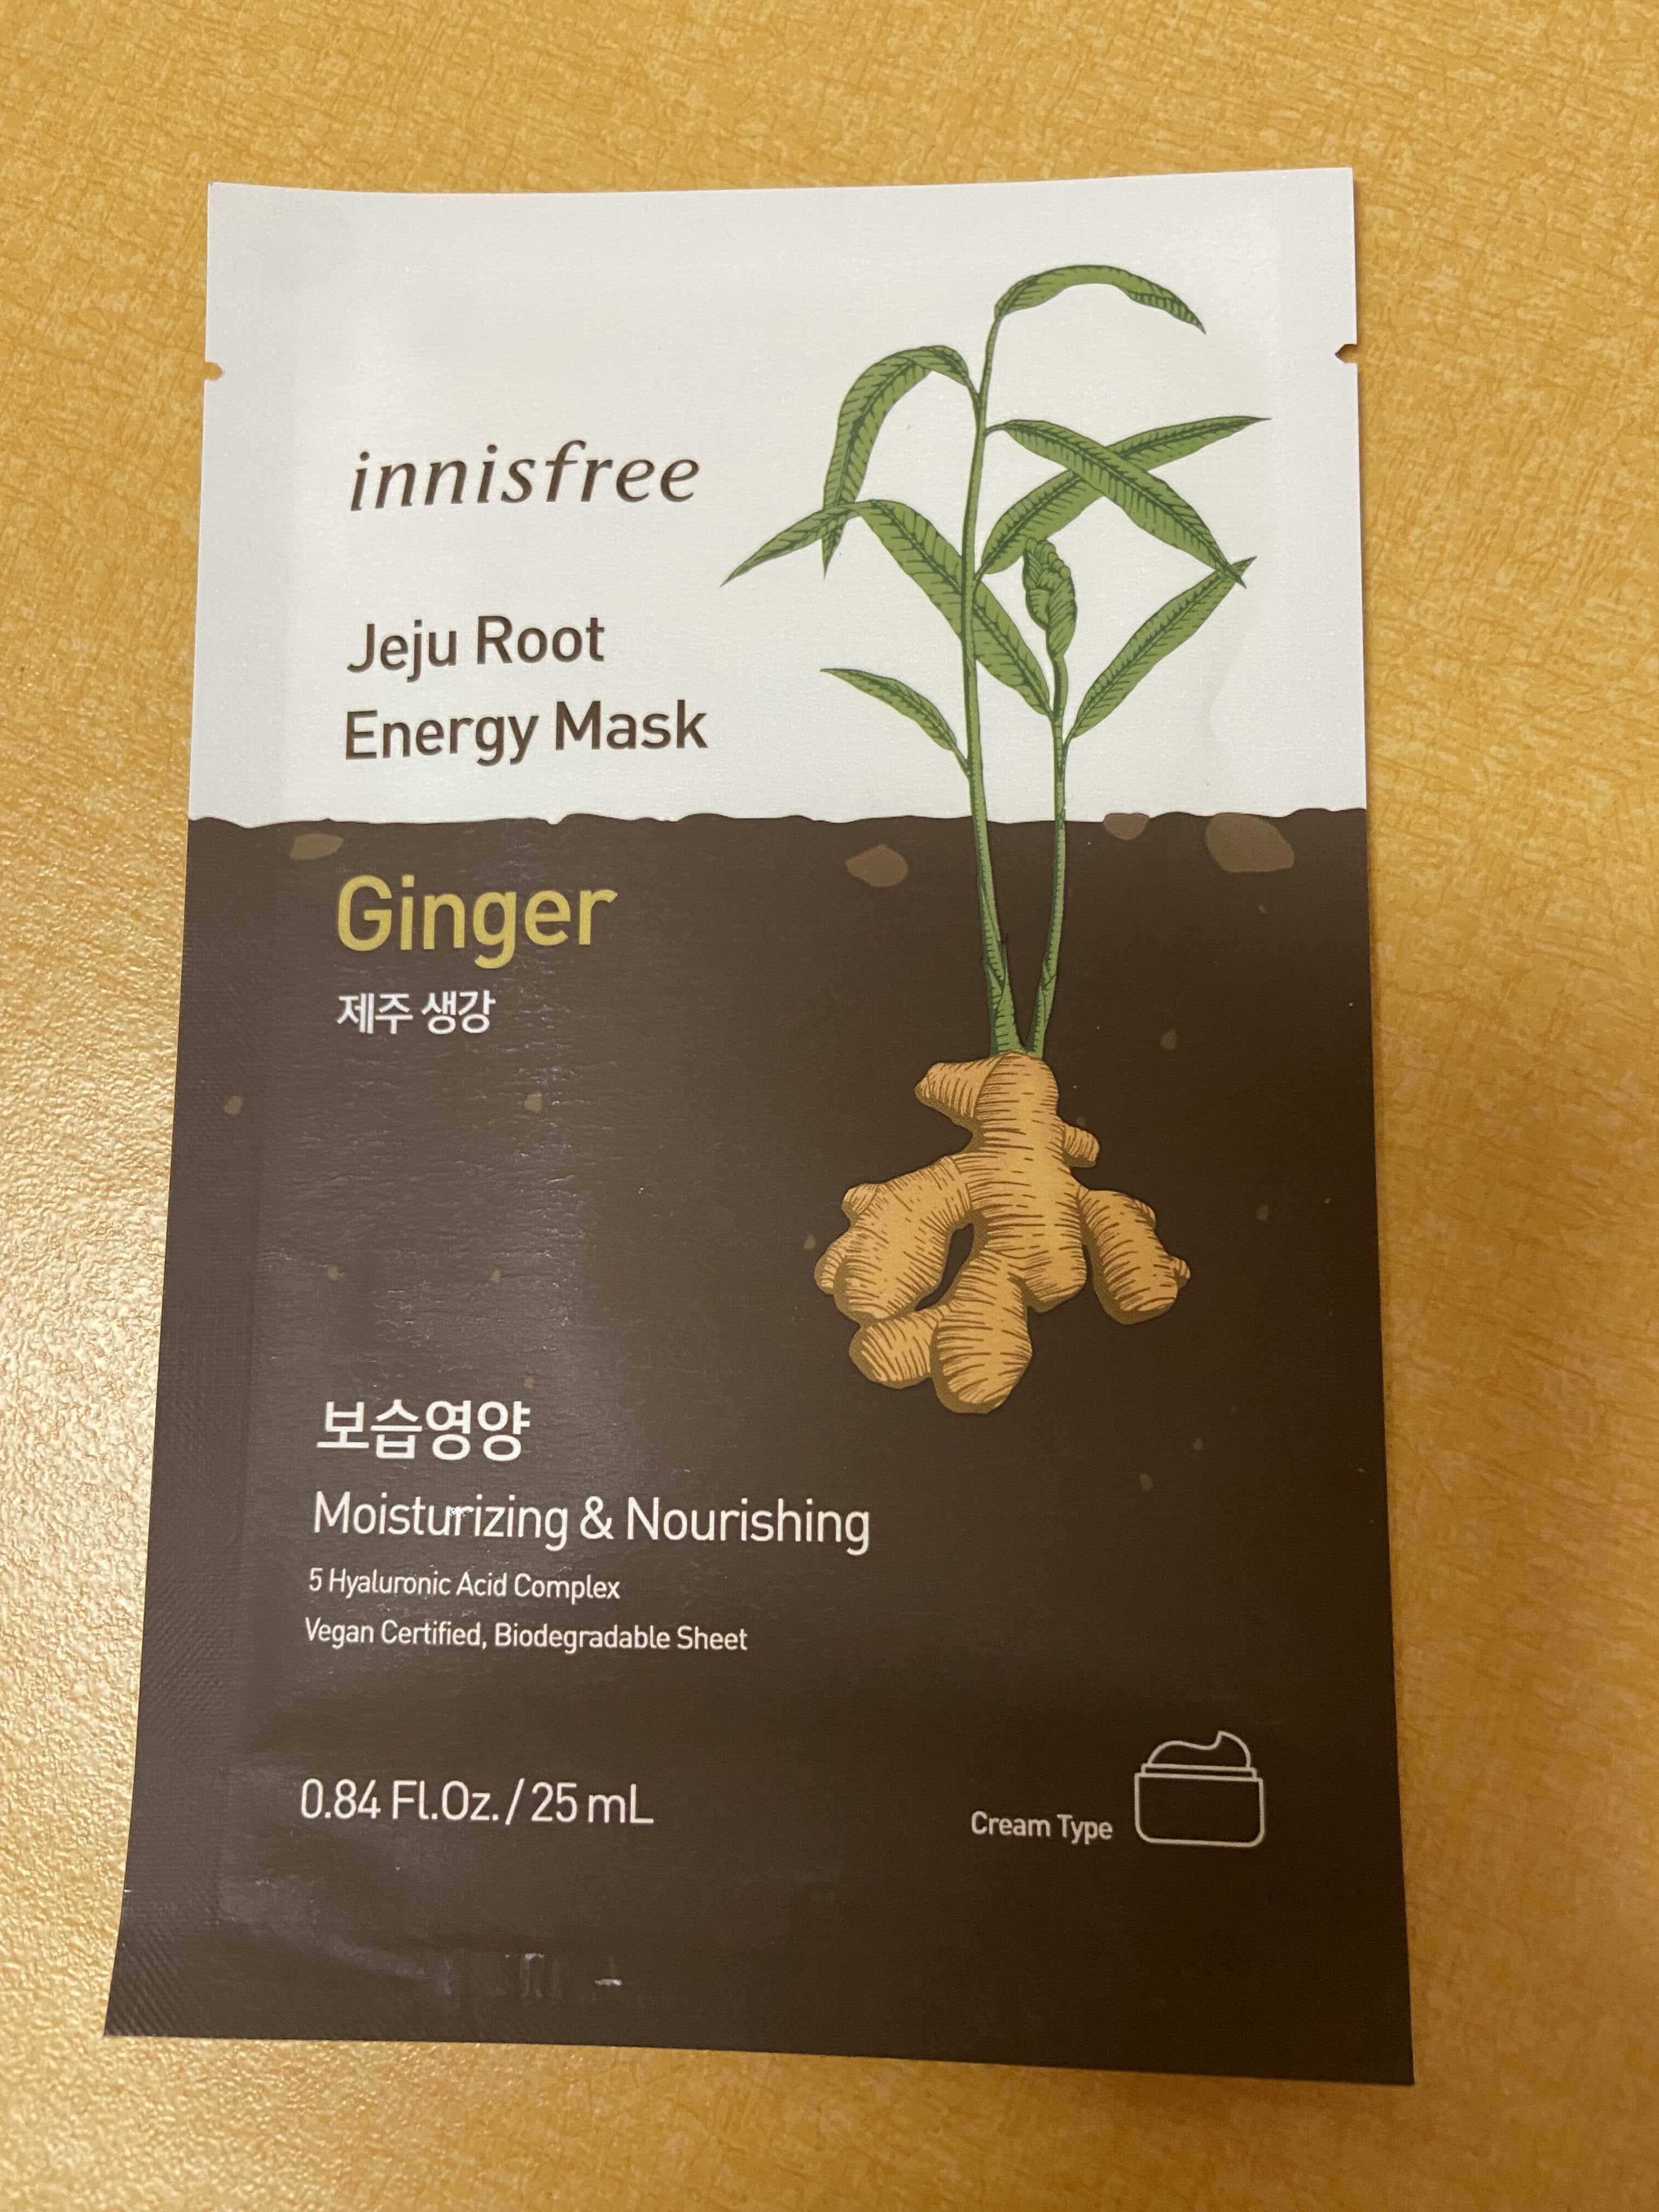 innisfree
Jeju Root
Energy Mask
Ginger
제주 생강
보습영양
Moisturizing & Nourishing
5 Hyaluronic Acid Complex
Vegan Certified, Biodegradable Sheet
0.84 Fl.Oz. / 25 mL
Cream Type